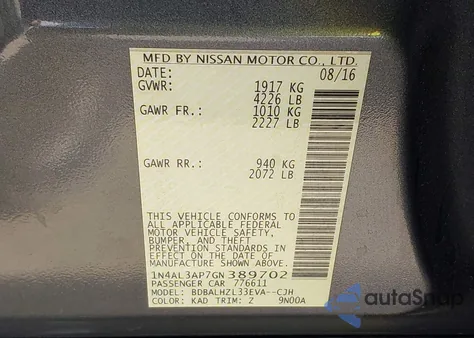 MFD BY NISSAN MOTOR CO., LTD.
DATE: 08/16
GVWR: 1917 KG
4226 LB
GAWR FR.: 1010 KG
2227 LB
GAWR RR.: 940 KG
2072 LB
THIS VEHICLE CONFORMS TO
ALL APPLICABLE FEDERAL
MOTOR VEHICLE SAFETY,
BUMPER, AND THEFT
PREVENTION STANDARDS IN
EFFECT ON THE DATE OF
MANUFACTURE SHOWN ABOVE.
1N4AL3AP7GN389702
PASSENGER CAR 776611
MODEL: BDBALHZL33EVA--CJH
COLOR: KAD TRIM: Z 9N00A
autoSnap